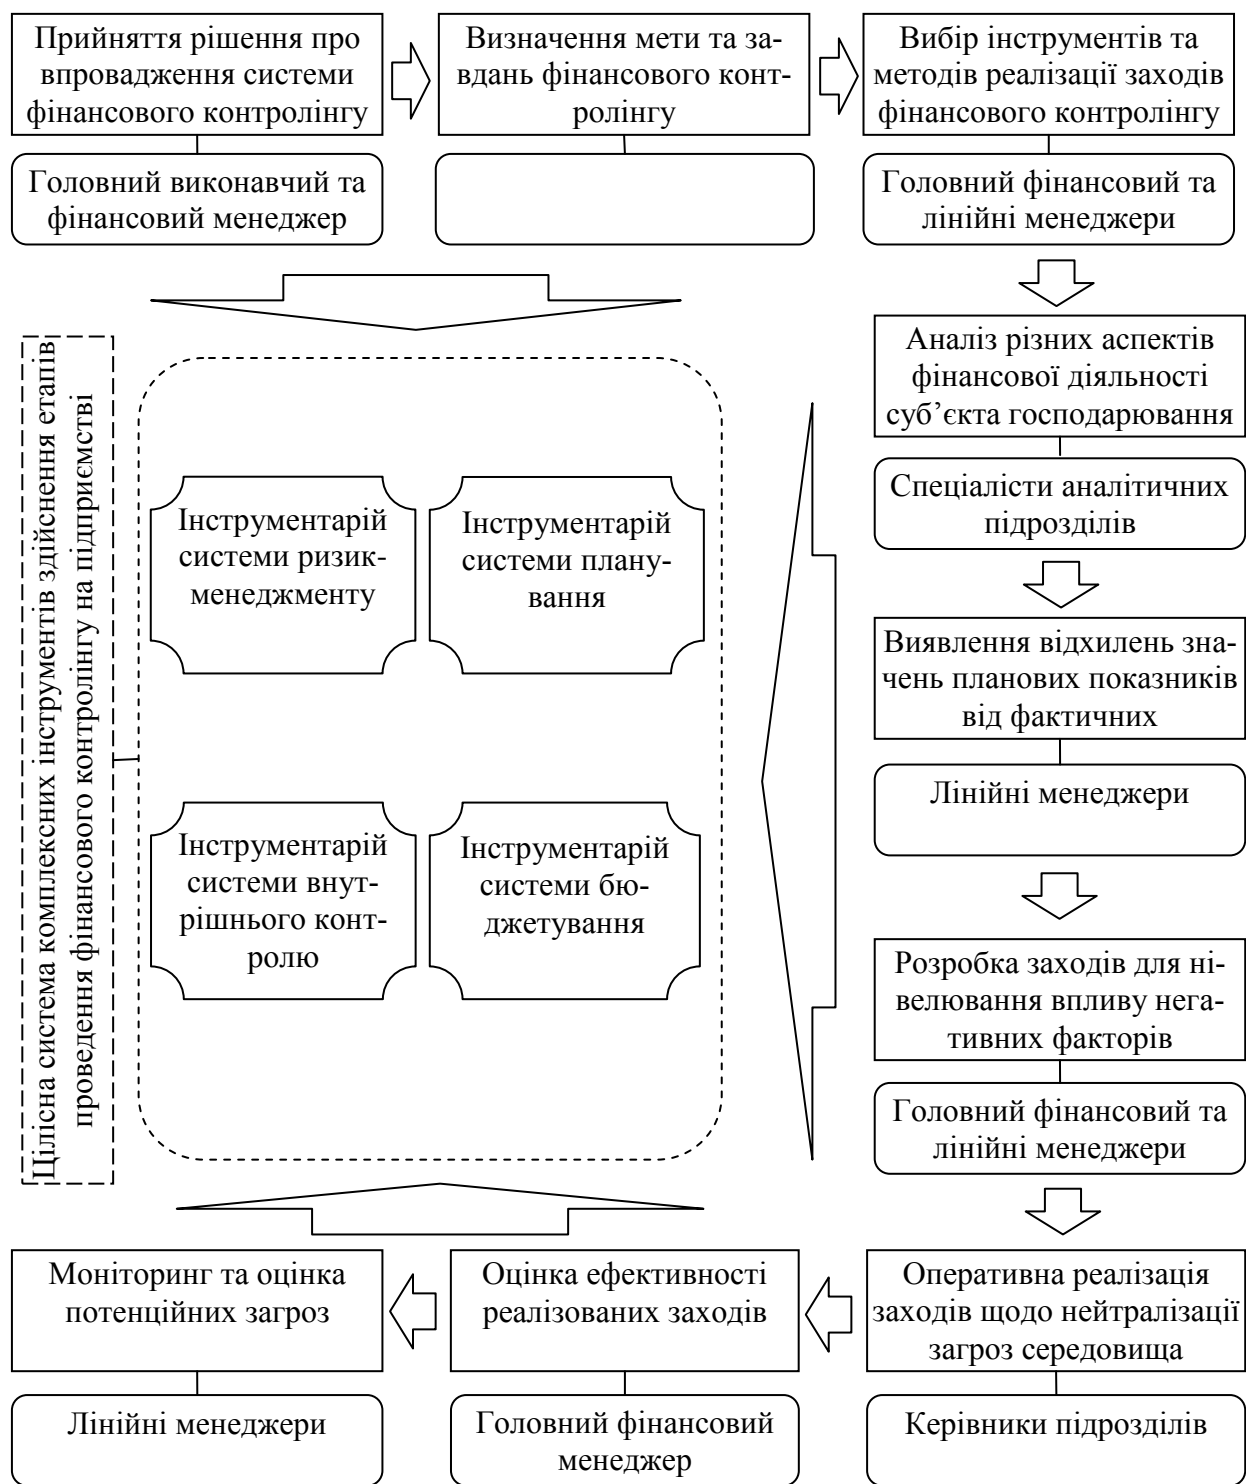 Прийняття рішення про
впровадження системи
фінансового контролінгу
Визначення мети та за-
вдань фінансового конт-
ролінгу
Вибір інструментів та
методів реалізації заходів
фінансового контролінгу
Головний виконавчий та
фінансовий менеджер
Головний фінансовий та
лінійні менеджери
Аналіз різних аспектів
фінансової діяльності
суб’єкта господарювання
Спеціалісти аналітичних
підрозділів
Виявлення відхилень зна-
чень планових показників
від фактичних
Лінійні менеджери
Розробка заходів для ні-
велювання впливу нега-
тивних факторів
Головний фінансовий та
лінійні менеджери
Оперативна реалізація
заходів щодо нейтралізації
загроз середовища
Керівники підрозділів
Оцінка ефективності
реалізованих заходів
Головний фінансовий
менеджер
Моніторинг та оцінка
потенційних загроз
Лінійні менеджери
Цілісна система комплексних інструментів здійснення етапів
проведення фінансового контролінгу на підприємстві
Інструментарій
системи ризик-
менеджменту
Інструментарій
системи плану-
вання
Інструментарій
системи внут-
рішнього конт-
ролю
Інструментарій
системи бю-
джетування